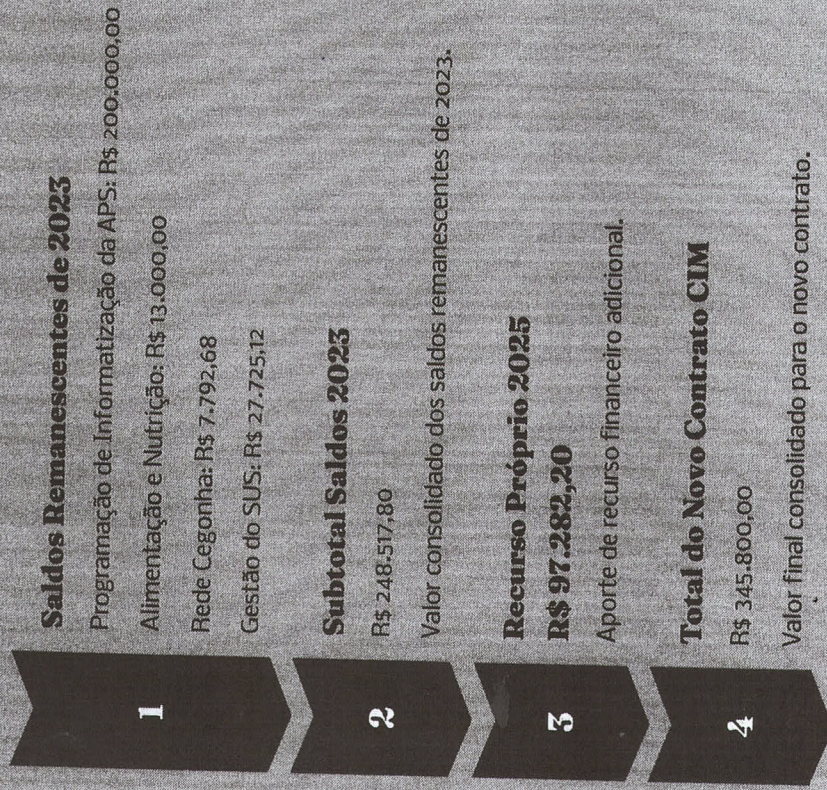 1
Saldos Remanescentes de 2023
Programação de Informatização da APS: R$ 200.000,00
Alimentação e Nutrição: R$ 13.000,00
Rede Cegonha: R$ 7.792,68
Gestão do SUS: R$ 27.725,12
2
Subtotal Saldos 2023
R$ 248.517,80
Valor consolidado dos saldos remanescentes de 2023.
3
Recurso Próprio 2025
R$ 97.282,20
Aporte de recurso financeiro adicional.
4
Total do Novo Contrato CIM
R$ 345.800,00
Valor final consolidado para o novo contrato.